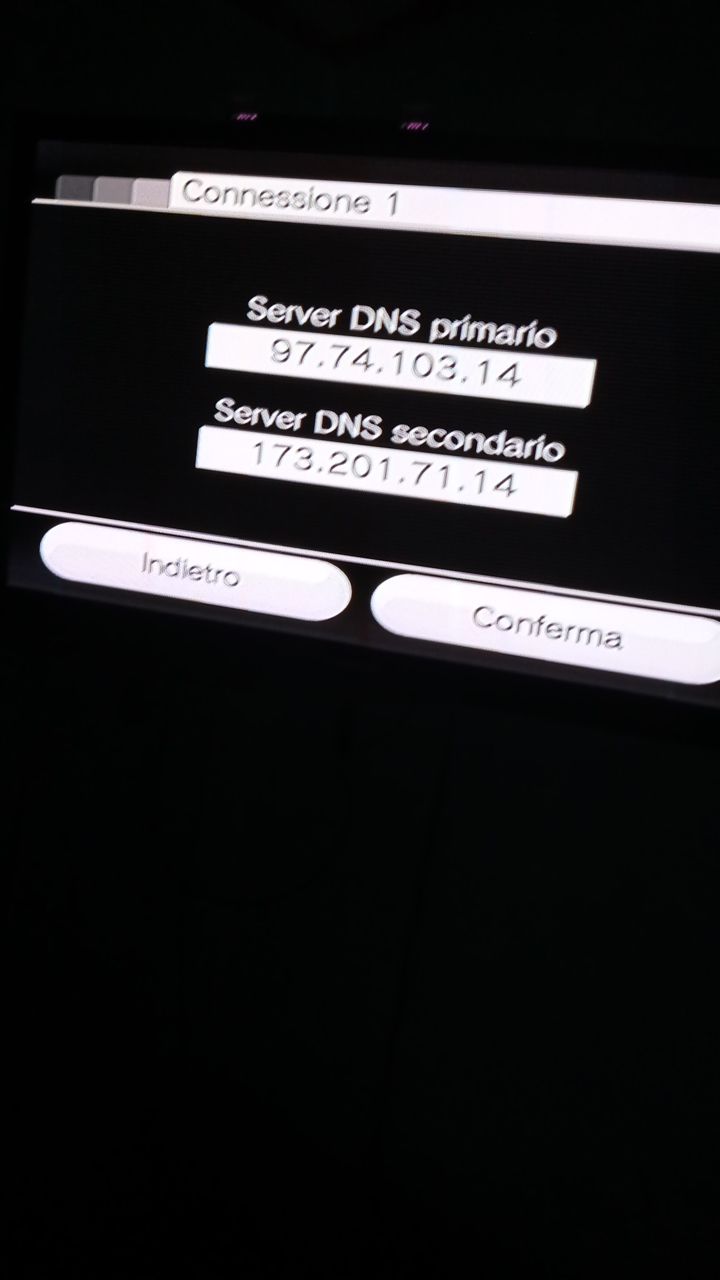 Connessione 1
Server DNS primario
97.74.103.14
Server DNS secondario
173.201.71.14
Indietro
Conferma